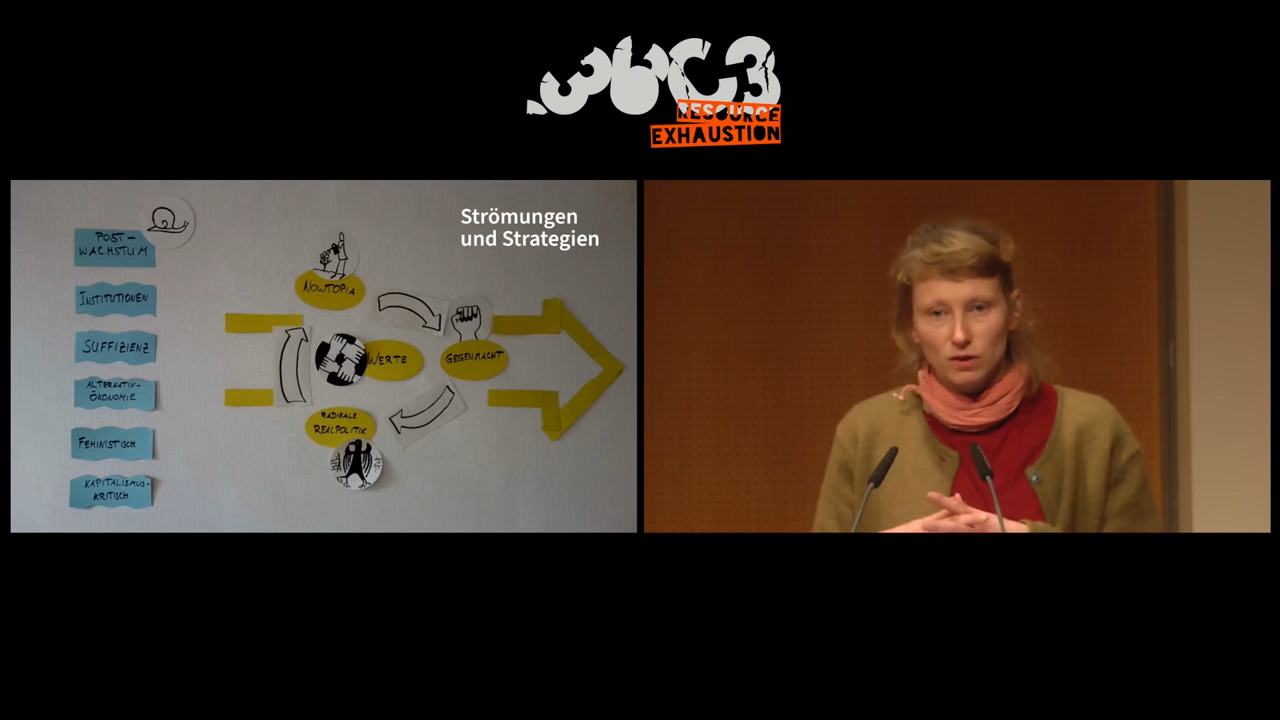 36C3
RESOURCE
EXHAUSTION
Strömungen
und Strategien
POST-
WACHSTUM
INSTITUTIONEN
SUFFIZIENZ
ALTERNATIV-
ÖKONOMIE
FEMINISTISCH
KAPITALISMUS-
KRITISCH
NOWTOPIA
WERTE
GEGENMACHT
RADIKALE
REALPOLITIK